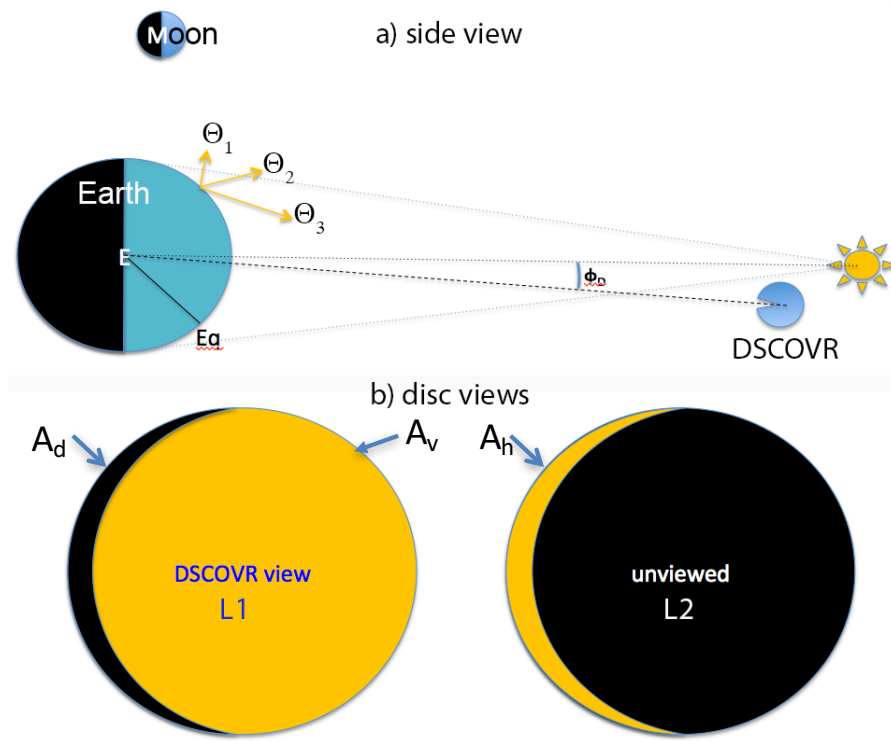 Moon
a) side view
Θ1
Θ2
Earth
Θ3
E
ϕD
Eq
DSCOVR
b) disc views
Ad
Av
Ah
DSCOVR view
unviewed
L1
L2